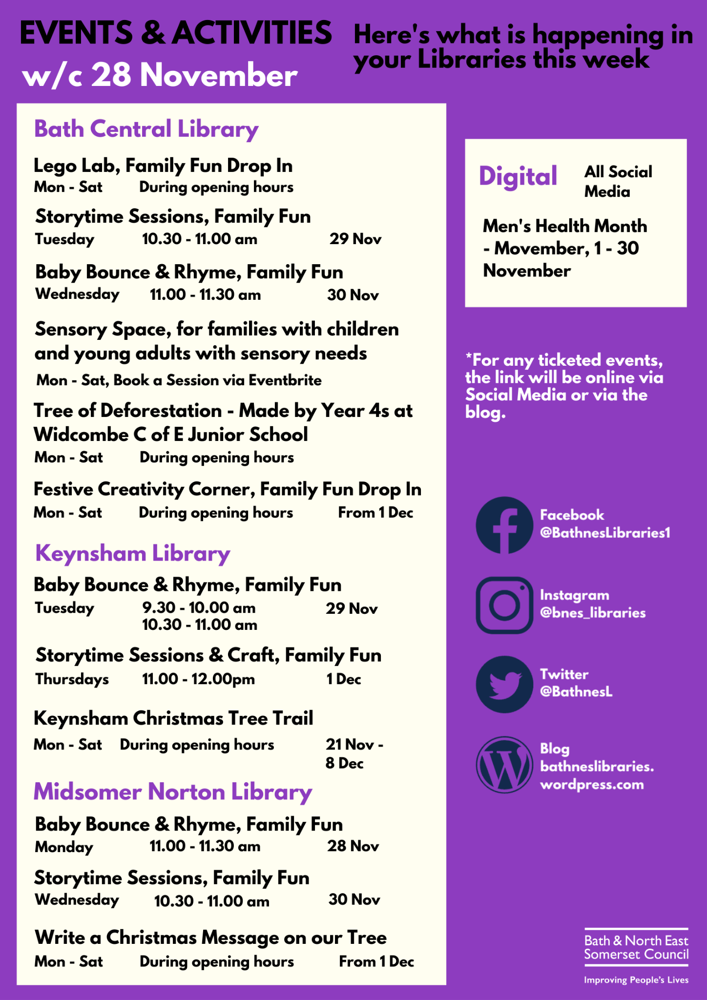 EVENTS & ACTIVITIES
w/c 28 November
Here's what is happening in
your Libraries this week
Bath Central Library
Lego Lab, Family Fun Drop In
Mon - Sat During opening hours
Storytime Sessions, Family Fun
Tuesday 10.30 - 11.00 am 29 Nov
Baby Bounce & Rhyme, Family Fun
Wednesday 11.00 - 11.30 am 30 Nov
Sensory Space, for families with children
and young adults with sensory needs
Mon - Sat, Book a Session via Eventbrite
Tree of Deforestation - Made by Year 4s at
Widcombe C of E Junior School
Mon - Sat During opening hours
Festive Creativity Corner, Family Fun Drop In
Mon - Sat During opening hours From 1 Dec
Keynsham Library
Baby Bounce & Rhyme, Family Fun
Tuesday 9.30 - 10.00 am 29 Nov
10.30 - 11.00 am
Storytime Sessions & Craft, Family Fun
Thursdays 11.00 - 12.00pm 1 Dec
Keynsham Christmas Tree Trail
Mon - Sat During opening hours 21 Nov -
8 Dec
Midsomer Norton Library
Baby Bounce & Rhyme, Family Fun
Monday 11.00 - 11.30 am 28 Nov
Storytime Sessions, Family Fun
Wednesday 10.30 - 11.00 am 30 Nov
Write a Christmas Message on our Tree
Mon - Sat During opening hours From 1 Dec
Digital
All Social
Media
Men's Health Month
- Movember, 1 - 30
November
*For any ticketed events,
the link will be online via
Social Media or via the
blog.
Facebook
@BathnesLibraries1
Instagram
@bnes_libraries
Twitter
@BathnesL
Blog
bathneslibraries.
wordpress.com
Bath & North East
Somerset Council
Improving People's Lives